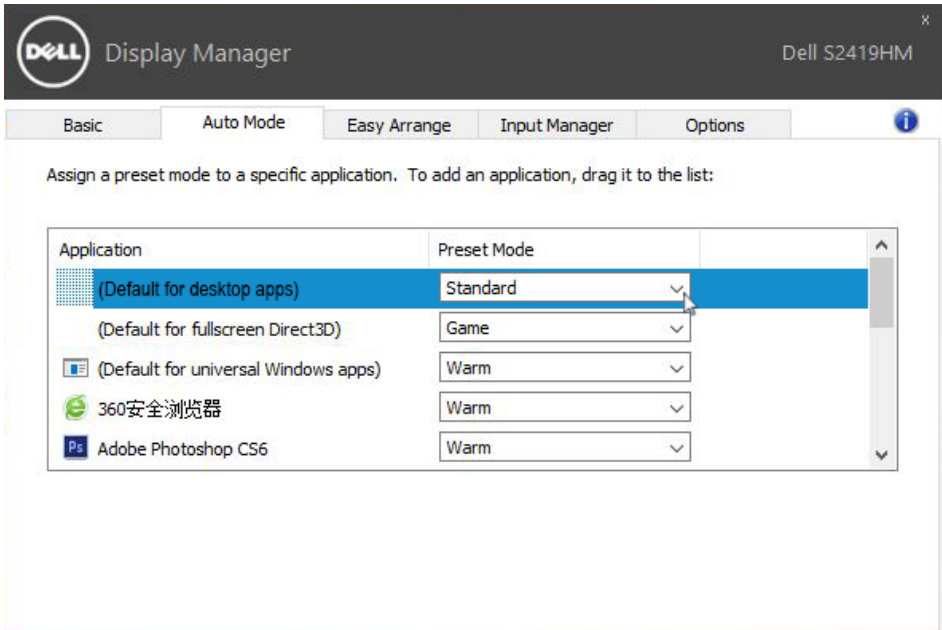 x
DELL Display Manager Dell S2419HM
Basic Auto Mode Easy Arrange Input Manager Options i
Assign a preset mode to a specific application. To add an application, drag it to the list:
Application Preset Mode
(Default for desktop apps) Standard
(Default for fullscreen Direct3D) Game
(Default for universal Windows apps) Warm
360安全浏览器 Warm
Ps Adobe Photoshop CS6 Warm